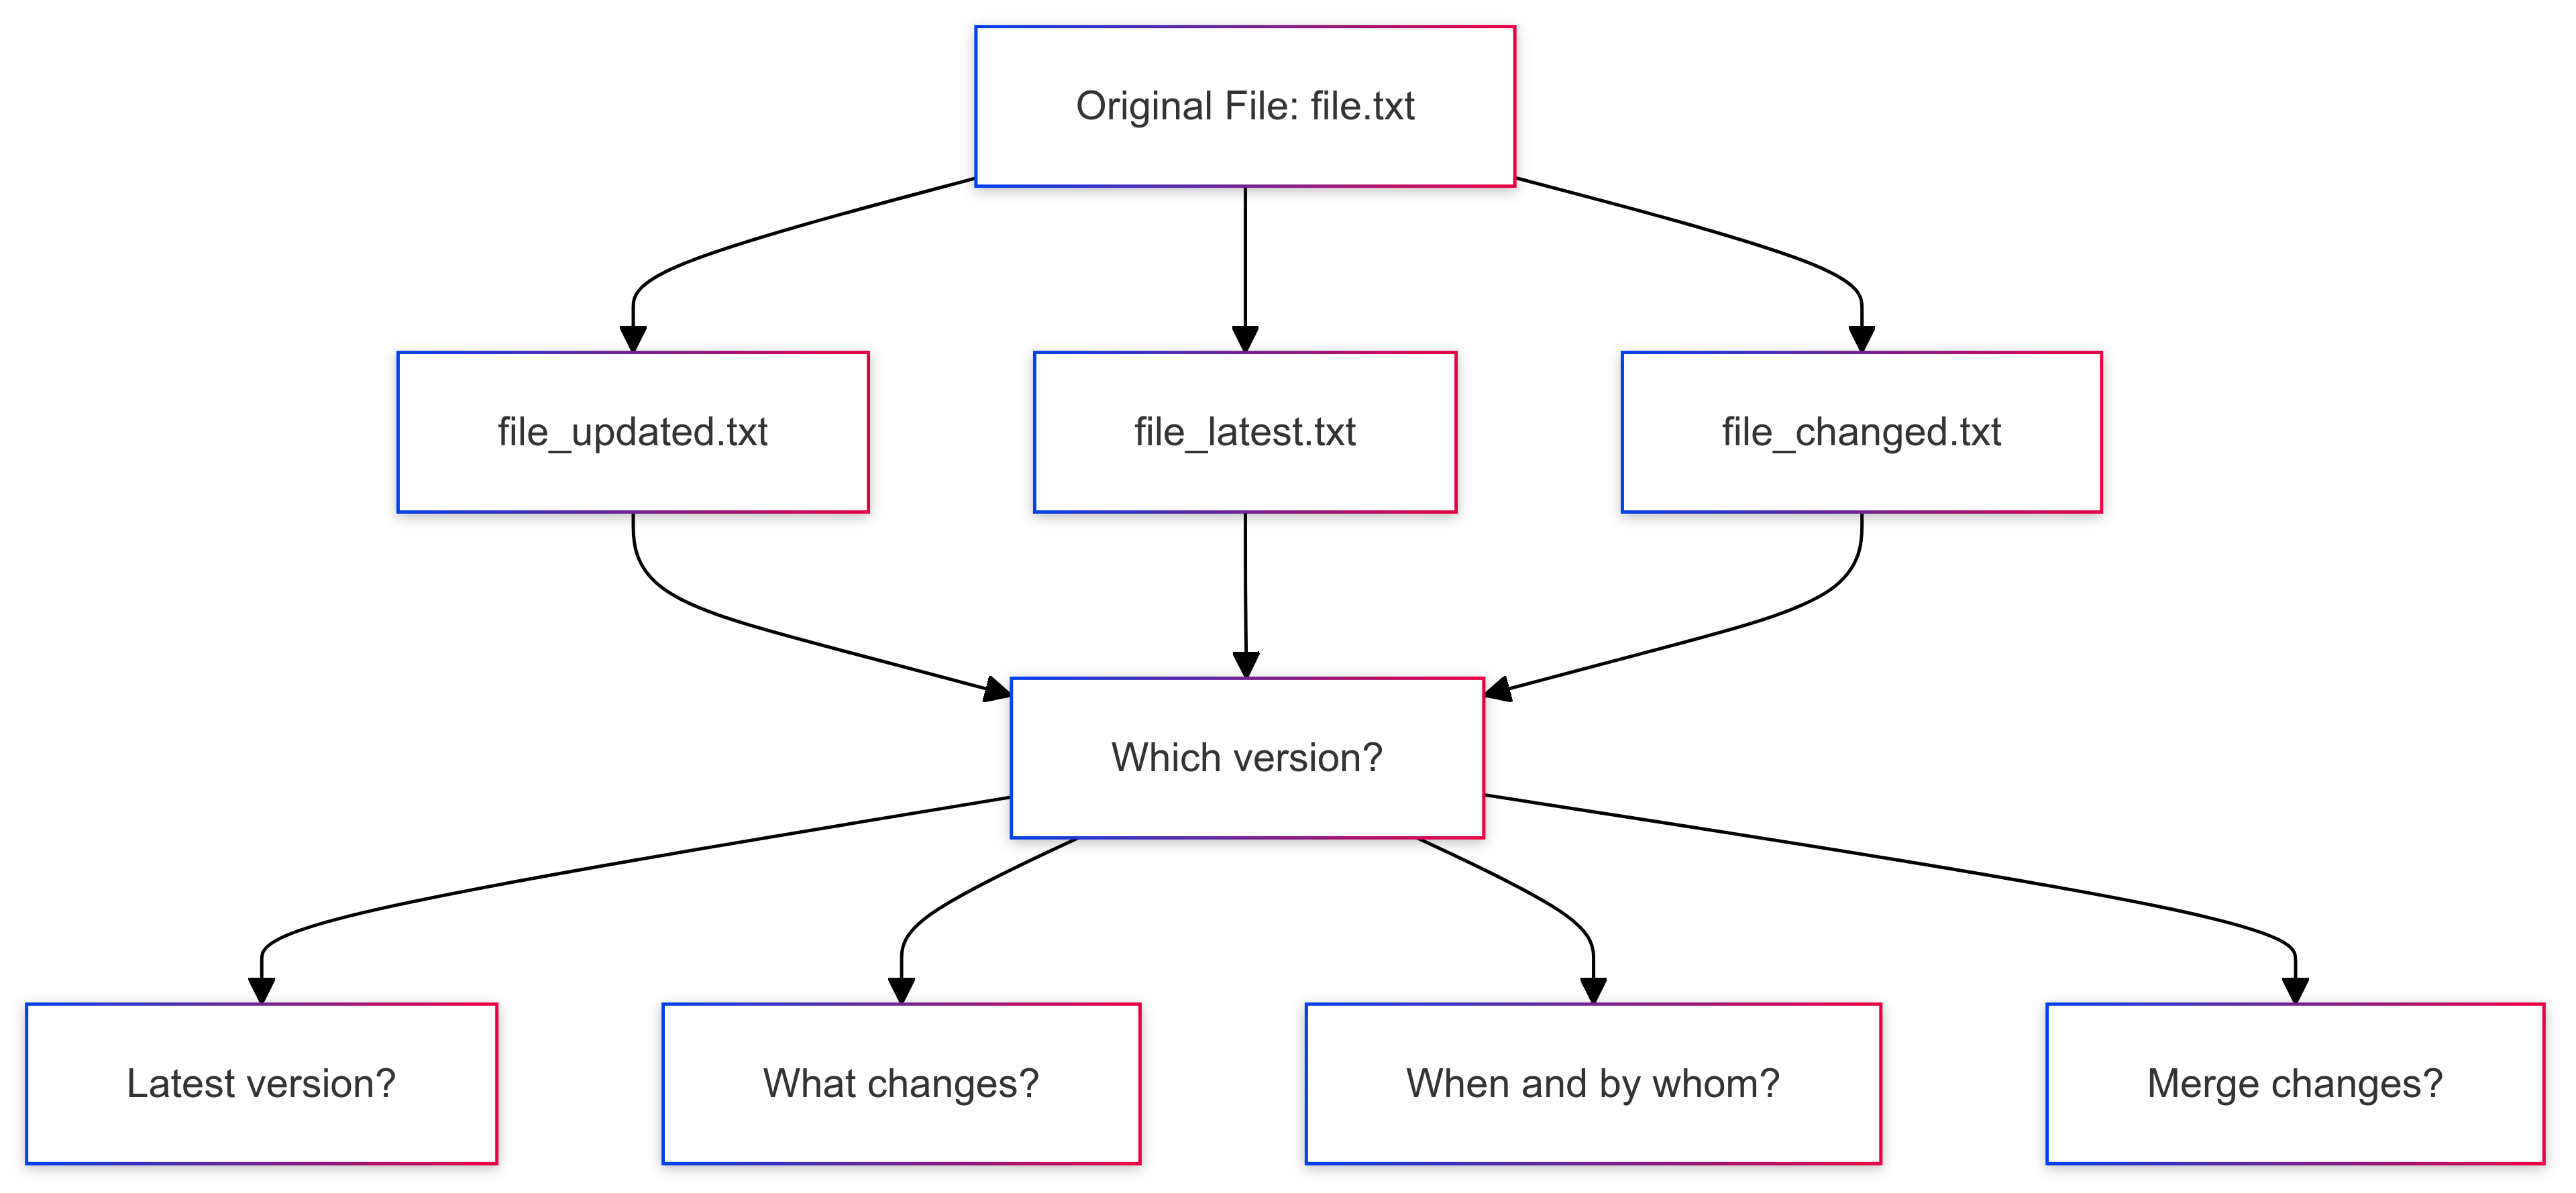 Original File: file.txt
file_updated.txt
file_latest.txt
file_changed.txt
Which version?
Latest version?
What changes?
When and by whom?
Merge changes?